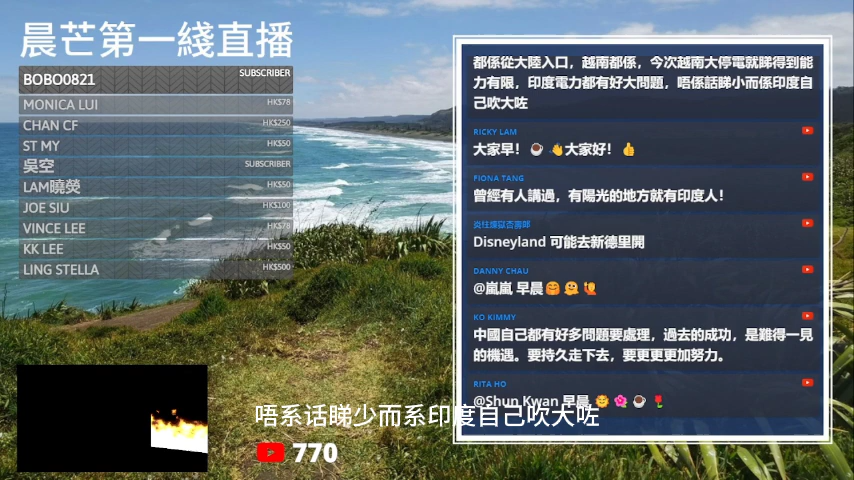 晨芒第一綫直播
BOBO0821 SUBSCRIBER
MONICA LUI HK$78
CHAN CF HK$250
ST MY HK$50
吳空 SUBSCRIBER
LAM曉熒 HK$50
JOE SIU HK$100
VINCE LEE HK$78
KK LEE HK$50
LING STELLA HK$500
都係從大陸入口，越南都係，今次越南大停電就睇得到能
力有限，印度電力都有好大問題，唔係話睇小而係印度自
己吹大咗
RICKY LAM
大家早！ ☕ 👋大家好！ 👍
FIONA TANG
曾經有人講過，有陽光的地方就有印度人！
Disneyland 可能去新德里開
DANNY CHAU
@嵐嵐 早晨
KO KIMMY
中國自己都有好多問題要處理，過去的成功，是難得一見
的機遇。要持久走下去，要更更更加努力。
RITA HO
@Shun Kwan 早晨
唔系话睇少而系印度自己吹大咗
770